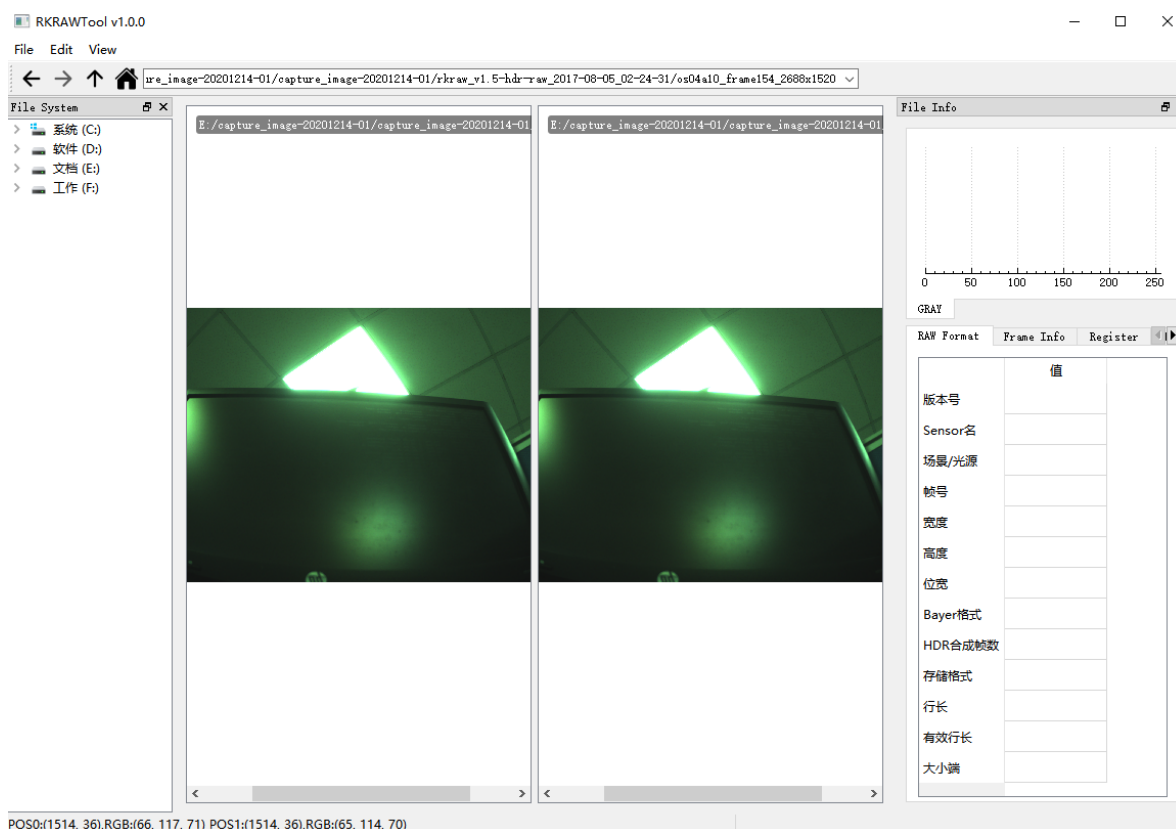 RKRAWTool v1.0.0
File Edit View
ure_image-20201214-01/capture_image-20201214-01/rkraw_v1.5-hdr-raw_2017-08-05_02-24-31/os04a10_frame154_2688x1520
File System
系统 (C:)
软件 (D:)
文档 (E:)
工作 (F:)
E:/capture_image-20201214-01/capture_image-20201214-01
E:/capture_image-20201214-01/capture_image-20201214-01
File Info
0 50 100 150 200 250
GRAY
RAW Format Frame Info Register
值
版本号
Sensor名
场景/光源
帧号
宽度
高度
位宽
Bayer格式
HDR合成帧数
存储格式
行长
有效行长
大小端
POS0:(1514, 36),RGB:(66, 117, 71) POS1:(1514, 36),RGB:(65, 114, 70)